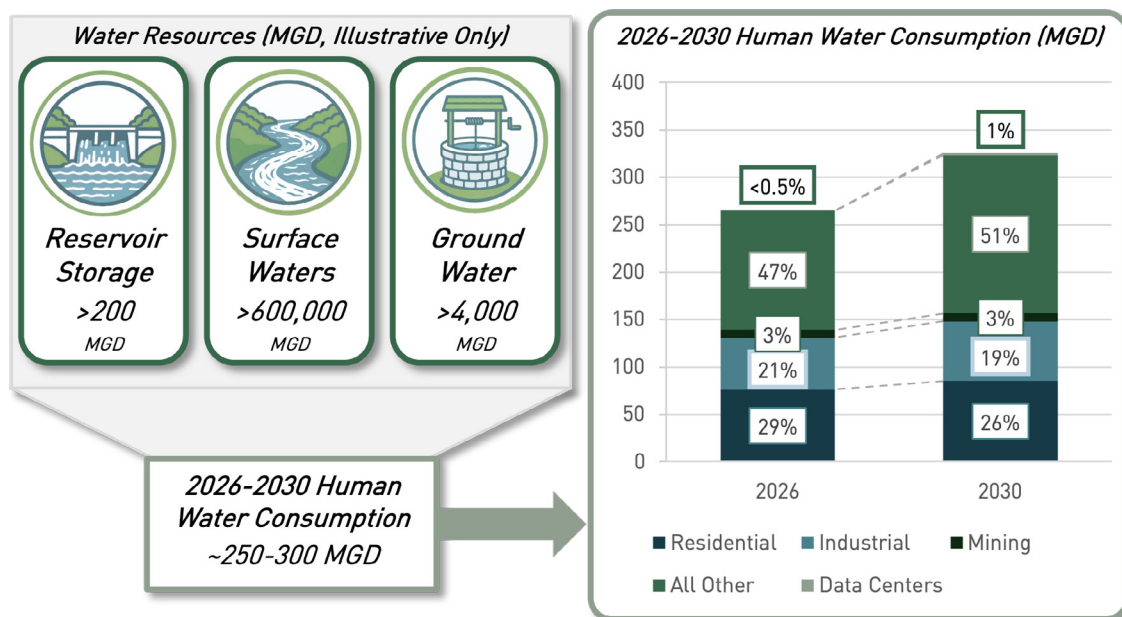 Water Resources (MGD, Illustrative Only)
Reservoir
Storage
>200
MGD
Surface
Waters
>600,000
MGD
Ground
Water
>4,000
MGD
2026-2030 Human
Water Consumption
~250-300 MGD
2026-2030 Human Water Consumption (MGD)
400
350
300
250
200
150
100
50
0
<0.5%
47%
3%
21%
29%
1%
51%
3%
19%
26%
2026
2030
Residential
Industrial
Mining
All Other
Data Centers